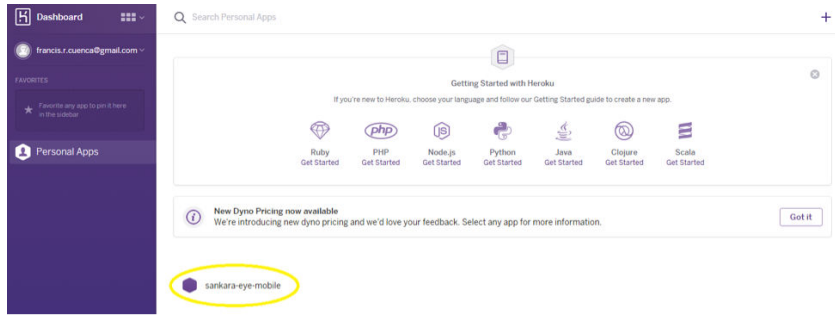 Dashboard
francis.r.cuenca@gmail.com
FAVORITES
Favorite any app to pin it here
in the sidebar
Personal Apps
Search Personal Apps
Getting Started with Heroku
If you're new to Heroku, choose your language and follow our Getting Started guide to create a new app.
php JS
Ruby PHP Node.js Python Java Clojure Scala
Get Started Get Started Get Started Get Started Get Started Get Started Get Started
New Dyno Pricing now available
We're introducing new dyno pricing and we'd love your feedback. Select any app for more information.
Got it
sankara-eye-mobile